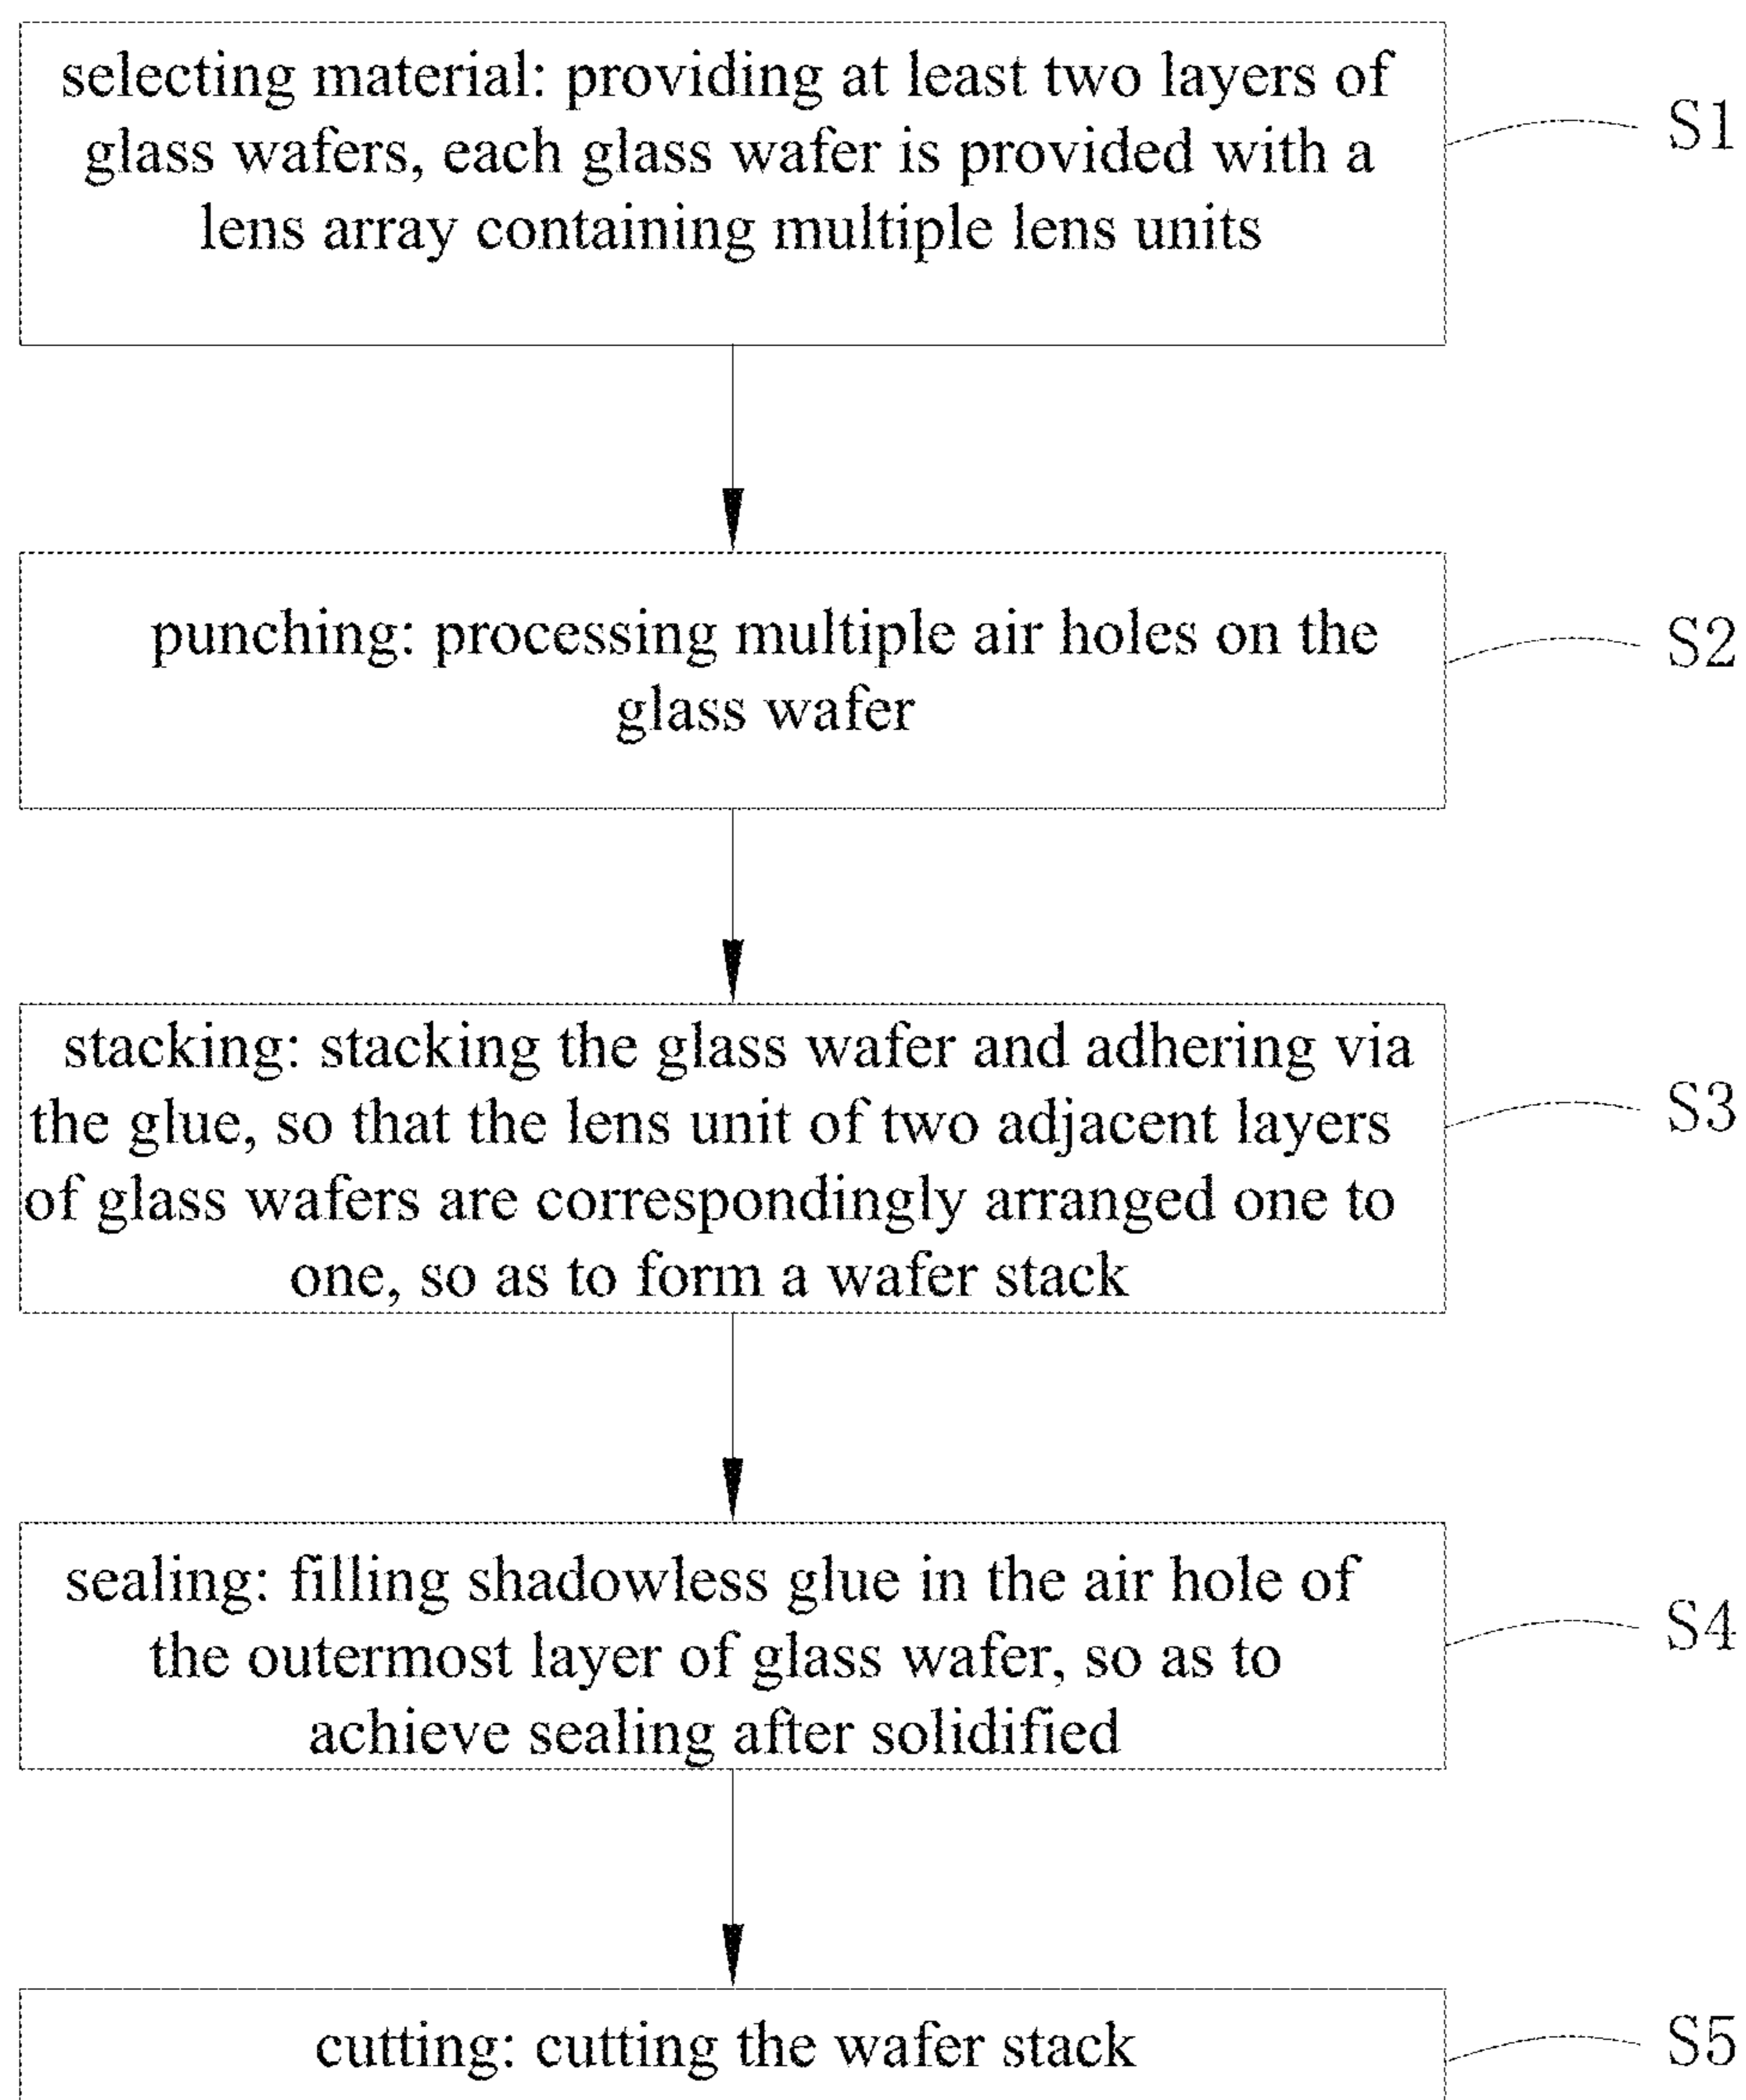 selecting material: providing at least two layers of
glass wafers, each glass wafer is provided with a
lens array containing multiple lens units
S1
punching: processing multiple air holes on the
glass wafer
S2
stacking: stacking the glass wafer and adhering via
the glue, so that the lens unit of two adjacent layers
of glass wafers are correspondingly arranged one to
one, so as to form a wafer stack
S3
sealing: filling shadowless glue in the air hole of
the outermost layer of glass wafer, so as to
achieve sealing after solidified
S4
cutting: cutting the wafer stack
S5